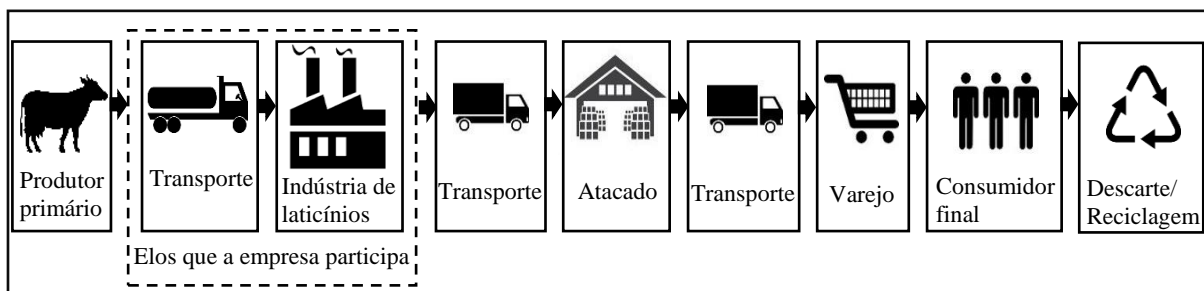 Produtor
primário
Transporte
Indústria de
laticínios
Transporte
Atacado
Transporte
Varejo
Consumidor
final
Descarte/
Reciclagem
Elos que a empresa participa